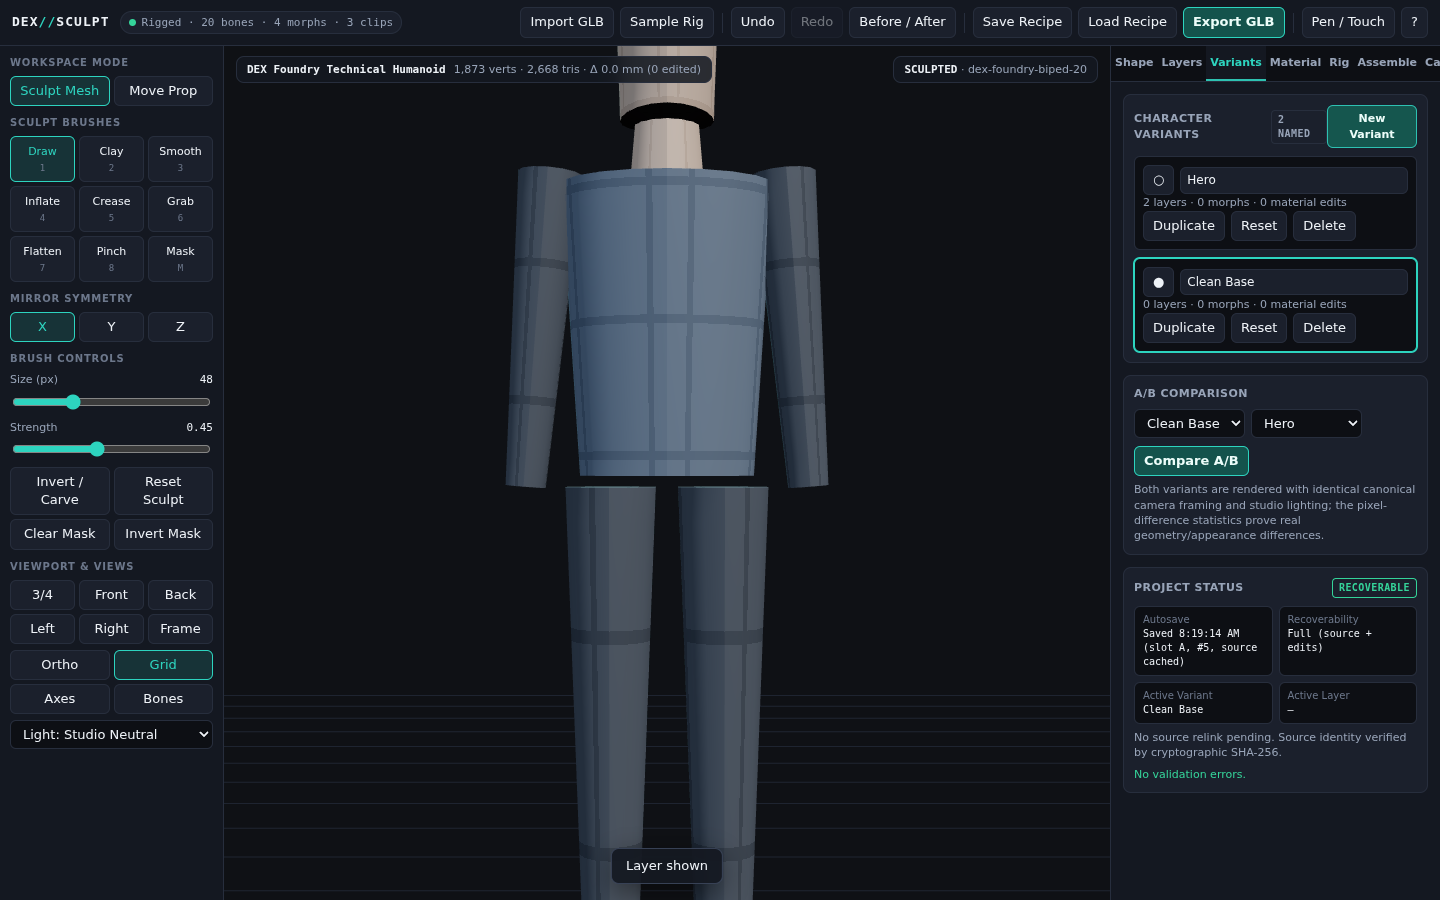 DEX//SCULPT
Rigged · 20 bones · 4 morphs · 3 clips
Import GLB
Sample Rig
Undo
Redo
Before / After
Save Recipe
Load Recipe
Export GLB
Pen / Touch
?
WORKSPACE MODE
Sculpt Mesh
Move Prop
SCULPT BRUSHES
Draw
1
Clay
2
Smooth
3
Inflate
4
Crease
5
Grab
6
Flatten
7
Pinch
8
Mask
M
MIRROR SYMMETRY
X
Y
Z
BRUSH CONTROLS
Size (px)
48
Strength
0.45
Invert /
Carve
Reset
Sculpt
Clear Mask
Invert Mask
VIEWPORT & VIEWS
3/4
Front
Back
Left
Right
Frame
Ortho
Grid
Axes
Bones
Light: Studio Neutral
DEX Foundry Technical Humanoid 1,873 verts · 2,668 tris · Δ 0.0 mm (0 edited)
SCULPTED · dex-foundry-biped-20
Layer shown
Shape
Layers
Variants
Material
Rig
Assemble
Ca
CHARACTER
VARIANTS
2
NAMED
New
Variant
Hero
2 layers · 0 morphs · 0 material edits
Duplicate
Reset
Delete
Clean Base
0 layers · 0 morphs · 0 material edits
Duplicate
Reset
Delete
A/B COMPARISON
Clean Base
Hero
Compare A/B
Both variants are rendered with identical canonical
camera framing and studio lighting; the pixel-
difference statistics prove real
geometry/appearance differences.
PROJECT STATUS
RECOVERABLE
Autosave
Saved 8:19:14 AM
(slot A, #5, source
cached)
Recoverability
Full (source +
edits)
Active Variant
Clean Base
Active Layer
—
No source relink pending. Source identity verified
by cryptographic SHA-256.
No validation errors.